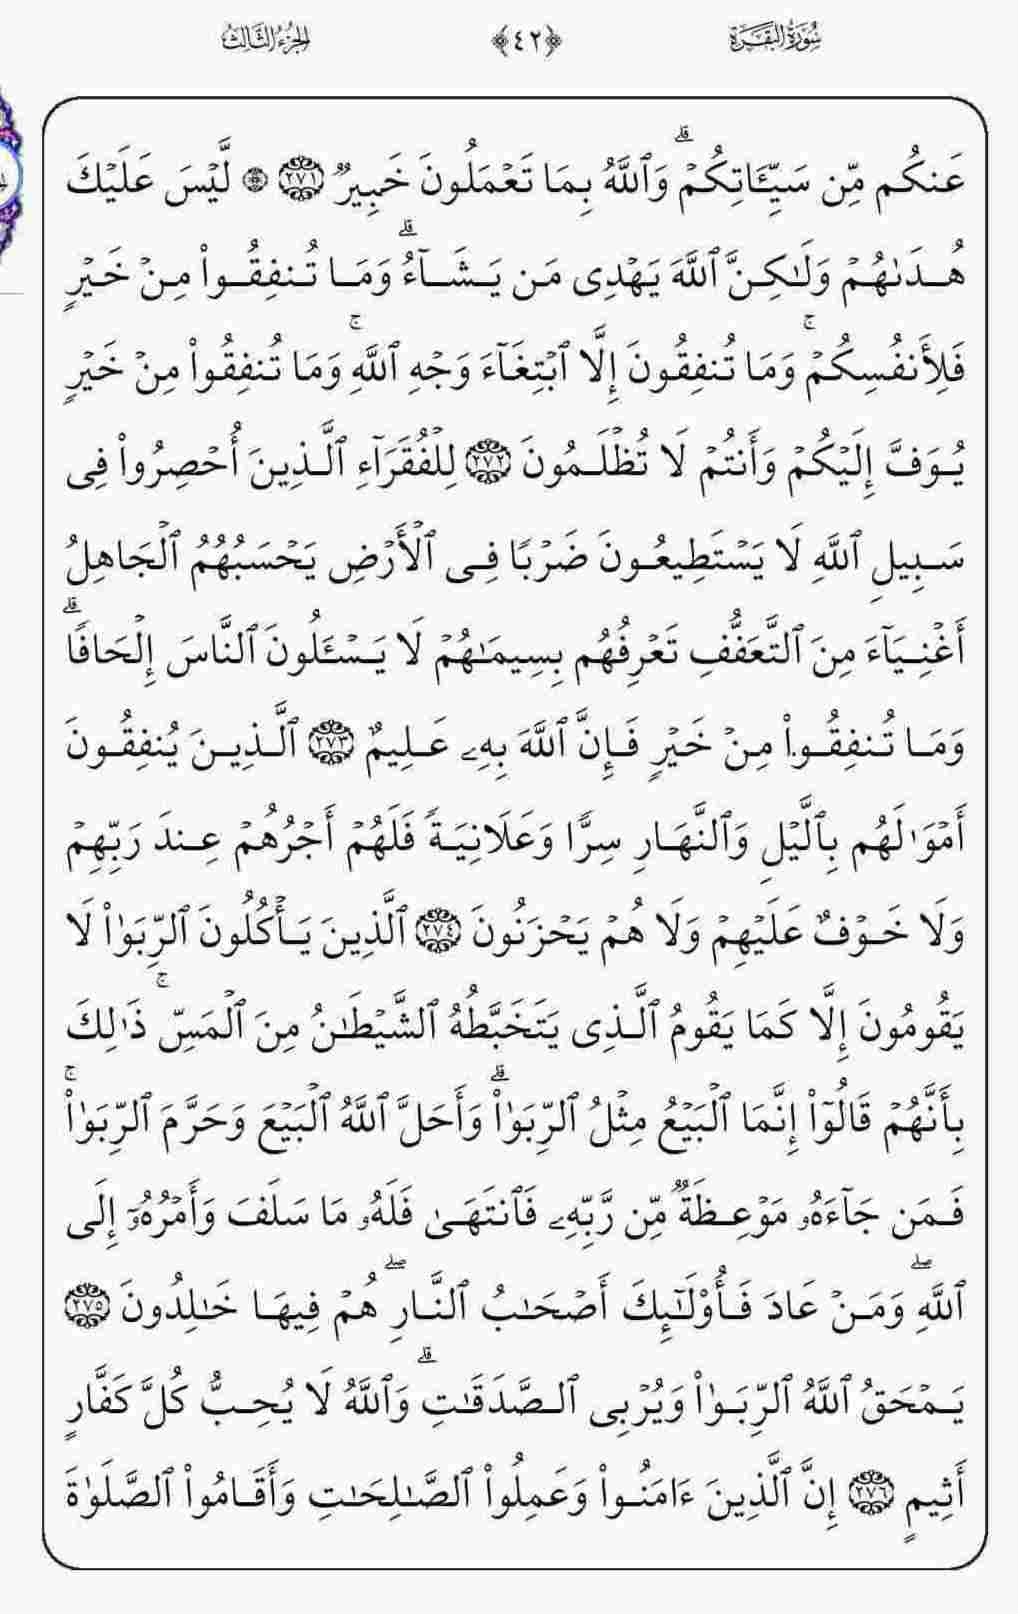 سُورَةُ البَقَرَةِ ﴿٤٢﴾ الجُزءُ الثَّالِثُ
عَنكُم مِّن سَيِّـَٔاتِكُمۡۗ وَٱللَّهُ بِمَا تَعۡمَلُونَ خَبِيرٞ ٢٧١ ۞ لَّيۡسَ عَلَيۡكَ
هُدَىٰهُمۡ وَلَٰكِنَّ ٱللَّهَ يَهۡدِي مَن يَشَآءُۗ وَمَا تُنفِقُواْ مِنۡ خَيۡرٖ
فَلِأَنفُسِكُمۡۚ وَمَا تُنفِقُونَ إِلَّا ٱبۡتِغَآءَ وَجۡهِ ٱللَّهِۚ وَمَا تُنفِقُواْ مِنۡ خَيۡرٖ
يُوَفَّ إِلَيۡكُمۡ وَأَنتُمۡ لَا تُظۡلَمُونَ ٢٧٢ لِلۡفُقَرَآءِ ٱلَّذِينَ أُحۡصِرُواْ فِي
سَبِيلِ ٱللَّهِ لَا يَسۡتَطِيعُونَ ضَرۡبٗا فِي ٱلۡأَرۡضِ يَحۡسَبُهُمُ ٱلۡجَاهِلُ
أَغۡنِيَآءَ مِنَ ٱلتَّعَفُّفِ تَعۡرِفُهُم بِسِيمَٰهُمۡ لَا يَسۡـَٔلُونَ ٱلنَّاسَ إِلۡحَافٗاۗ
وَمَا تُنفِقُواْ مِنۡ خَيۡرٖ فَإِنَّ ٱللَّهَ بِهِۦ عَلِيمٌ ٢٧٣ ٱلَّذِينَ يُنفِقُونَ
أَمۡوَٰلَهُم بِٱلَّيۡلِ وَٱلنَّهَارِ سِرّٗا وَعَلَانِيَةٗ فَلَهُمۡ أَجۡرُهُمۡ عِندَ رَبِّهِمۡ
وَلَا خَوۡفٌ عَلَيۡهِمۡ وَلَا هُمۡ يَحۡزَنُونَ ٢٧٤ ٱلَّذِينَ يَأۡكُلُونَ ٱلرِّبَوٰاْ لَا
يَقُومُونَ إِلَّا كَمَا يَقُومُ ٱلَّذِي يَتَخَبَّطُهُ ٱلشَّيۡطَٰنُ مِنَ ٱلۡمَسِّۚ ذَٰلِكَ
بِأَنَّهُمۡ قَالُوٓاْ إِنَّمَا ٱلۡبَيۡعُ مِثۡلُ ٱلرِّبَوٰاْۗ وَأَحَلَّ ٱللَّهُ ٱلۡبَيۡعَ وَحَرَّمَ ٱلرِّبَوٰاْۚ
فَمَن جَآءَهُۥ مَوۡعِظَةٞ مِّن رَّبِّهِۦ فَٱنتَهَىٰ فَلَهُۥ مَا سَلَفَ وَأَمۡرُهُۥٓ إِلَى
ٱللَّهِۖ وَمَنۡ عَادَ فَأُوْلَٰٓئِكَ أَصۡحَٰبُ ٱلنَّارِۖ هُمۡ فِيهَا خَٰلِدُونَ ٢٧٥
يَمۡحَقُ ٱللَّهُ ٱلرِّبَوٰاْ وَيُرۡبِي ٱلصَّدَقَٰتِۗ وَٱللَّهُ لَا يُحِبُّ كُلَّ كَفَّارٍ
أَثِيمٍ ٢٧٦ إِنَّ ٱلَّذِينَ ءَامَنُواْ وَعَمِلُواْ ٱلصَّٰلِحَٰتِ وَأَقَامُواْ ٱلصَّلَوٰةَ